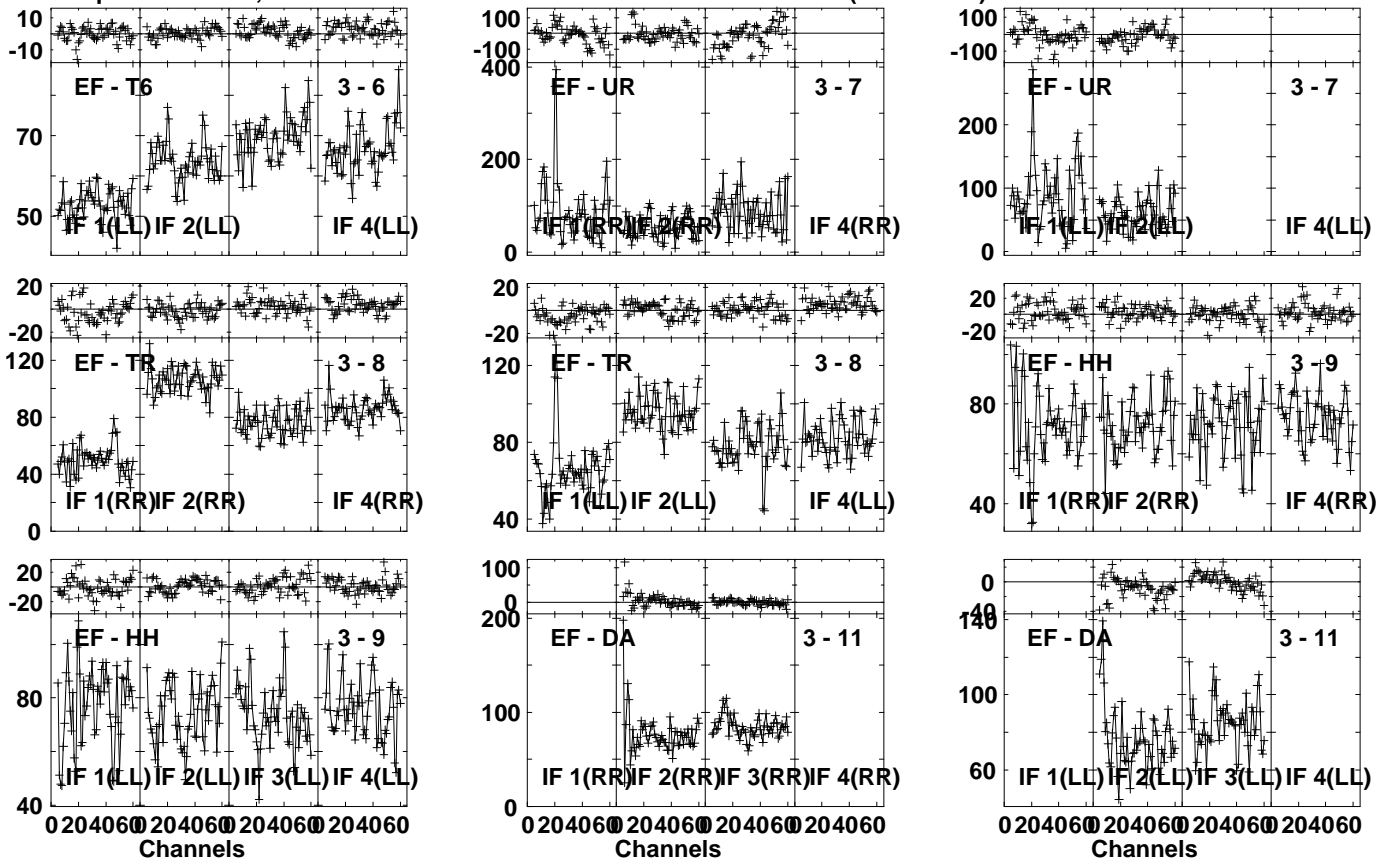 10
-10
EF - T6
3 - 6
70
50
IF 1(LL)
IF 2(LL)
IF 4(LL)
100
-100
400
EF - UR
3 - 7
200
0
IF 1(RR)
IF 2(RR)
IF 4(RR)
100
-100
EF - UR
3 - 7
200
100
0
IF 1(LL)
IF 2(LL)
IF 4(LL)
20
-20
120
EF - TR
3 - 8
80
40
0
IF 1(RR)
IF 2(RR)
IF 4(RR)
20
-20
120
EF - TR
3 - 8
80
40
IF 1(LL)
IF 2(LL)
IF 4(LL)
20
-20
EF - HH
3 - 9
80
40
IF 1(RR)
IF 2(RR)
IF 4(RR)
20
-20
EF - HH
3 - 9
80
40
IF 1(LL)
IF 2(LL)
IF 3(LL)
IF 4(LL)
0 204060 0 204060 0 204060 0 204060
Channels
100
0
200
EF - DA
3 - 11
100
0
IF 1(RR)
IF 2(RR)
IF 3(RR)
IF 4(RR)
0 204060 0 204060 0 204060 0 204060
Channels
0
-40
140
EF - DA
3 - 11
100
60
IF 1(LL)
IF 2(LL)
IF 3(LL)
IF 4(LL)
0 204060 0 204060 0 204060 0 204060
Channels